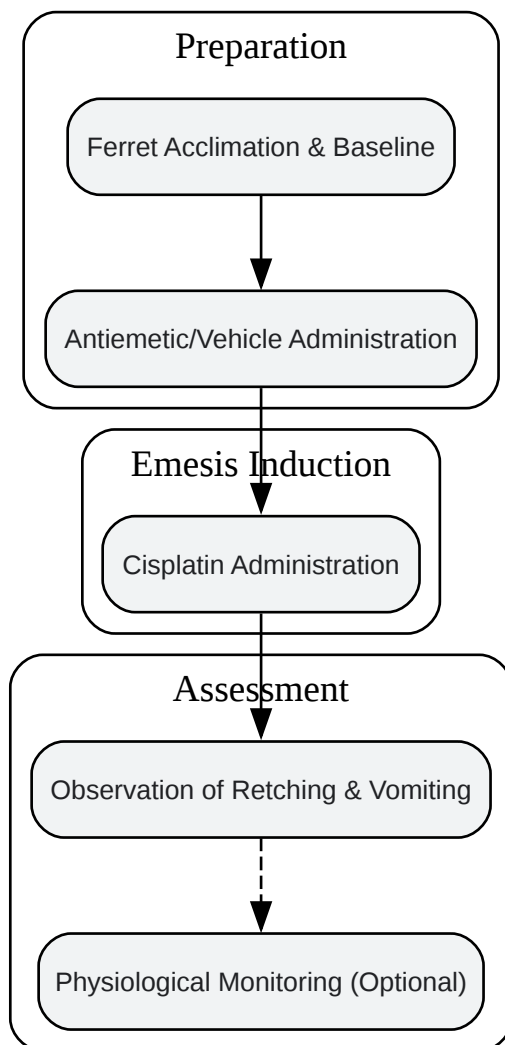 Preparation
Ferret Acclimation & Baseline
Antiemetic/Vehicle Administration
Emesis Induction
Cisplatin Administration
Assessment
Observation of Retching & Vomiting
Physiological Monitoring (Optional)